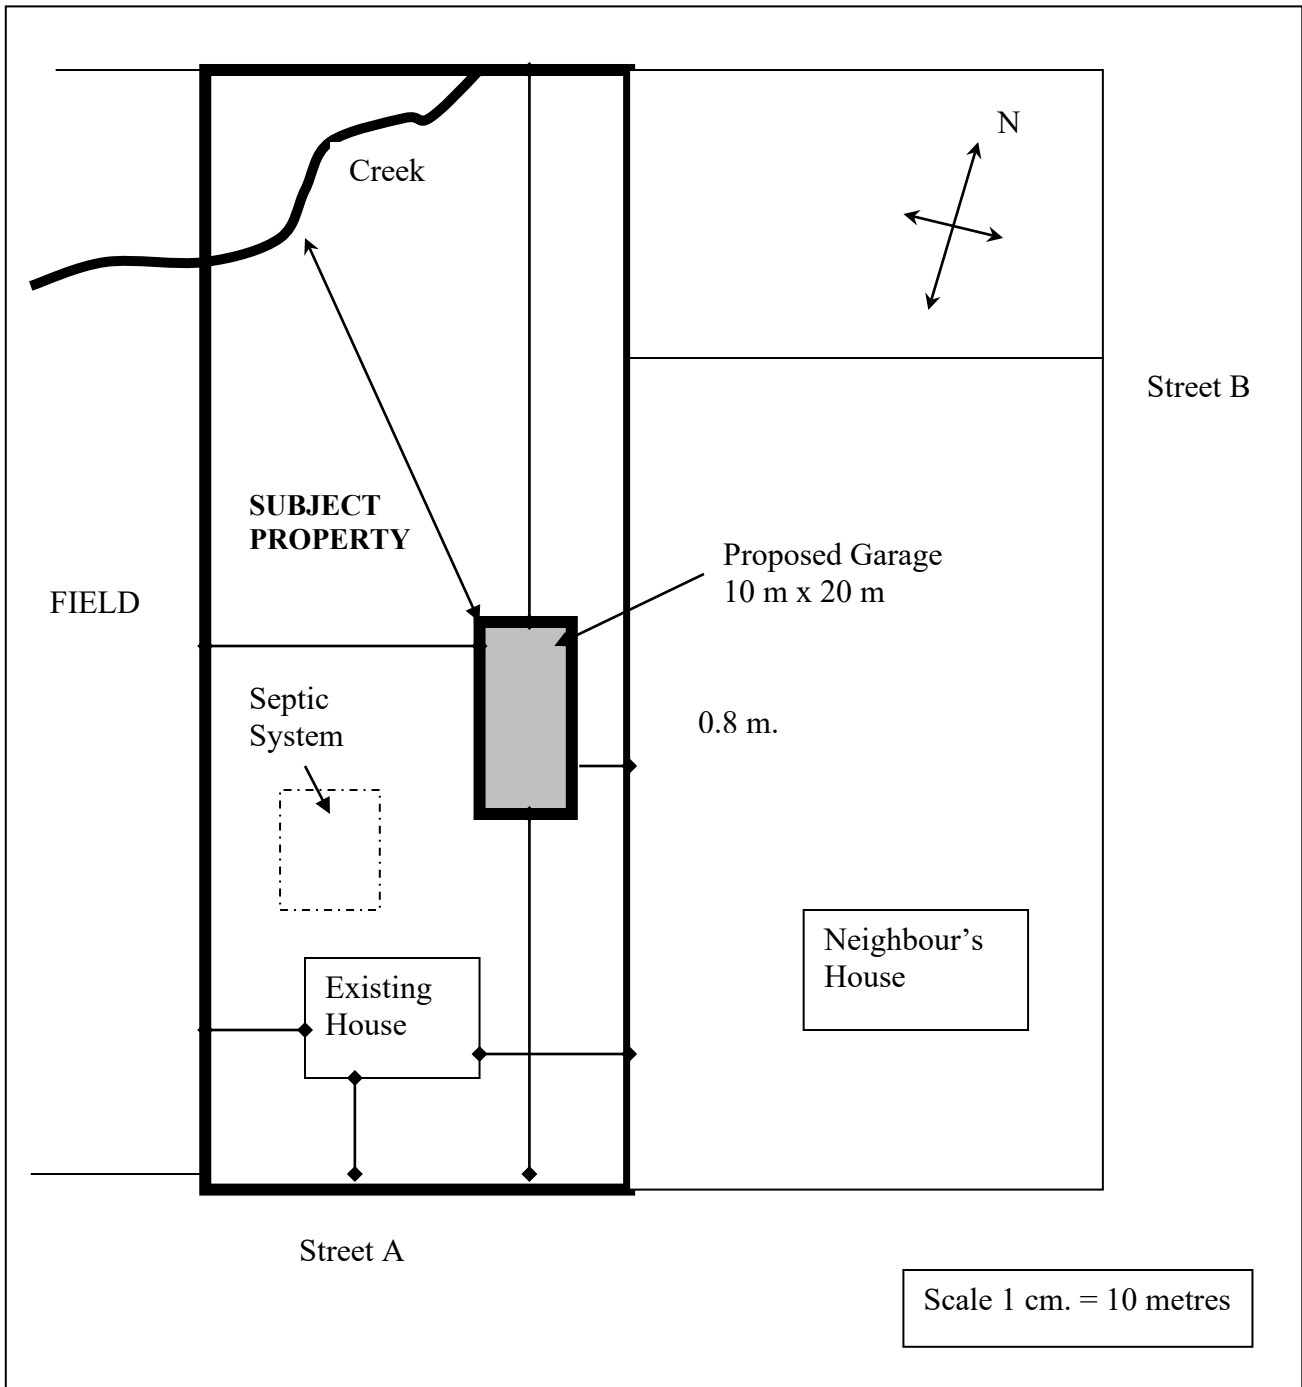 N
Creek
Street B
SUBJECT
PROPERTY
Proposed Garage
10 m x 20 m
FIELD
Septic
System
0.8 m.
Neighbour’s
House
Existing
House
Street A
Scale 1 cm. = 10 metres